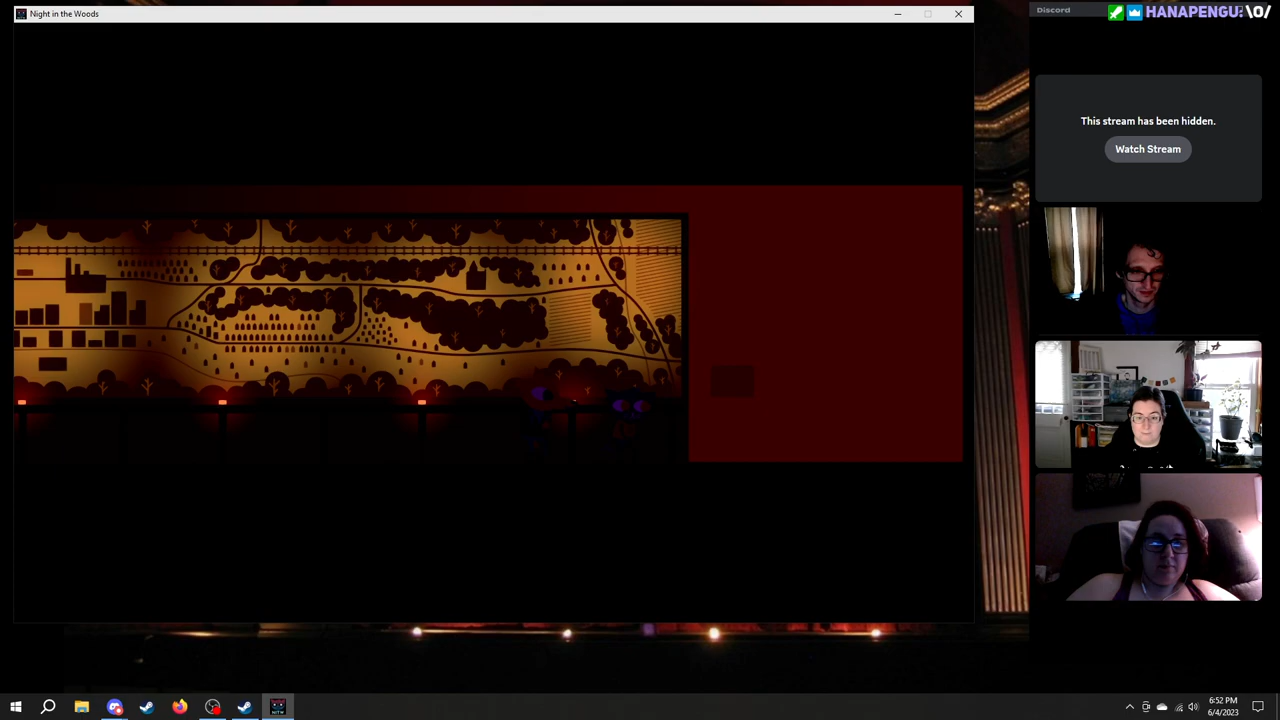 Night in the Woods
Discord
HANAPENGU! \O/
This stream has been hidden.
Watch Stream
NITW
6:52 PM
6/4/2023